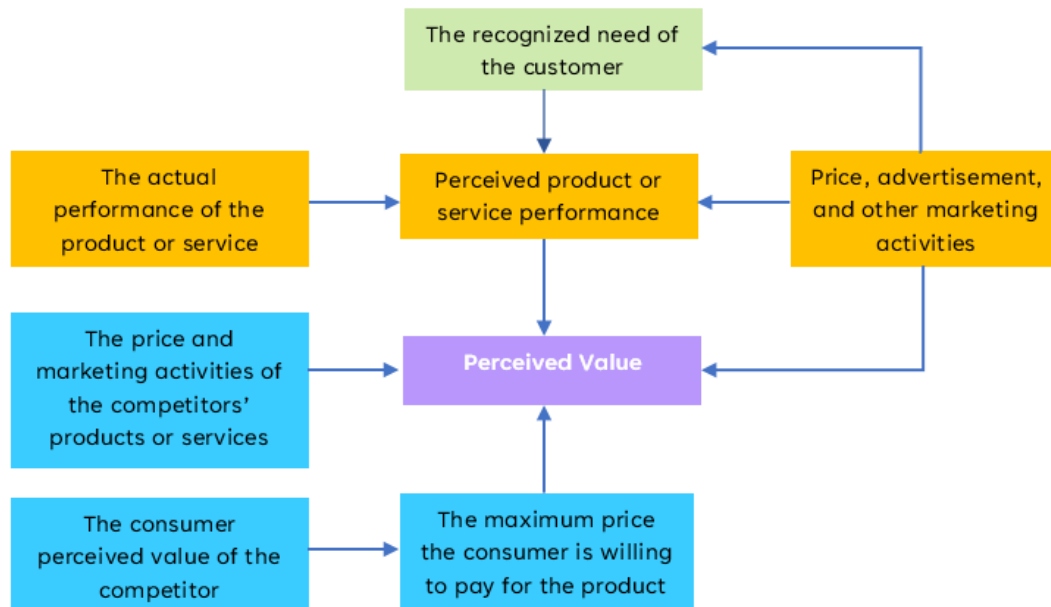 The recognized need of
the customer
The actual
performance of the
product or service
Perceived product or
service performance
Price, advertisement,
and other marketing
activities
The price and
marketing activities of
the competitors’
products or services
Perceived Value
The consumer
perceived value of the
competitor
The maximum price
the consumer is willing
to pay for the product